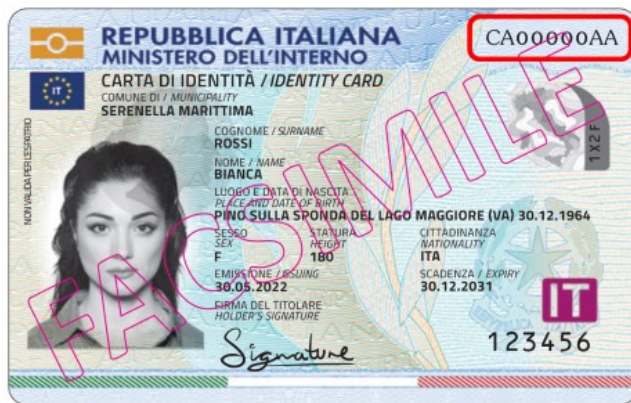 REPUBBLICA ITALIANA
MINISTERO DELL'INTERNO
CA00000AA
IT
CARTA DI IDENTITÀ / IDENTITY CARD
COMUNE DI / MUNICIPALITY
SERENELLA MARITTIMA
NON VALIDA PER L'ESPATRIO
COGNOME / SURNAME
ROSSI
NOME / NAME
BIANCA
LUOGO E DATA DI NASCITA
PLACE AND DATE OF BIRTH
PINO SULLA SPONDA DEL LAGO MAGGIORE (VA) 30.12.1964
SESSO STATURA CITTADINANZA
SEX HEIGHT NATIONALITY
F 180 ITA
EMISSIONE / ISSUING SCADENZA / EXPIRY
30.05.2022 30.12.2031
FIRMA DEL TITOLARE
HOLDER'S SIGNATURE
Signature
1X2F
IT
123456
FACSIMILE